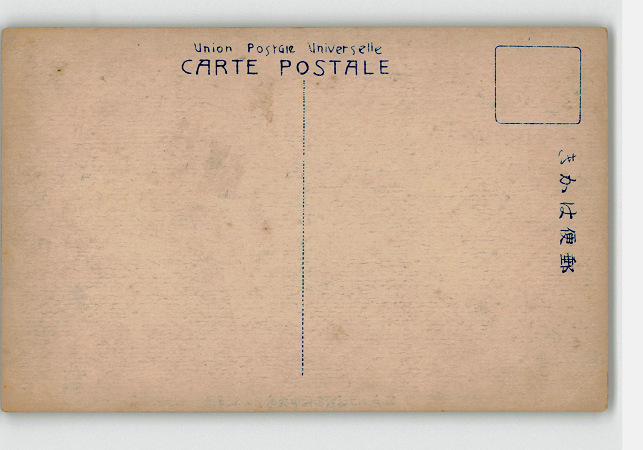 Union Postale Universelle
CARTE POSTALE
郵便はかき